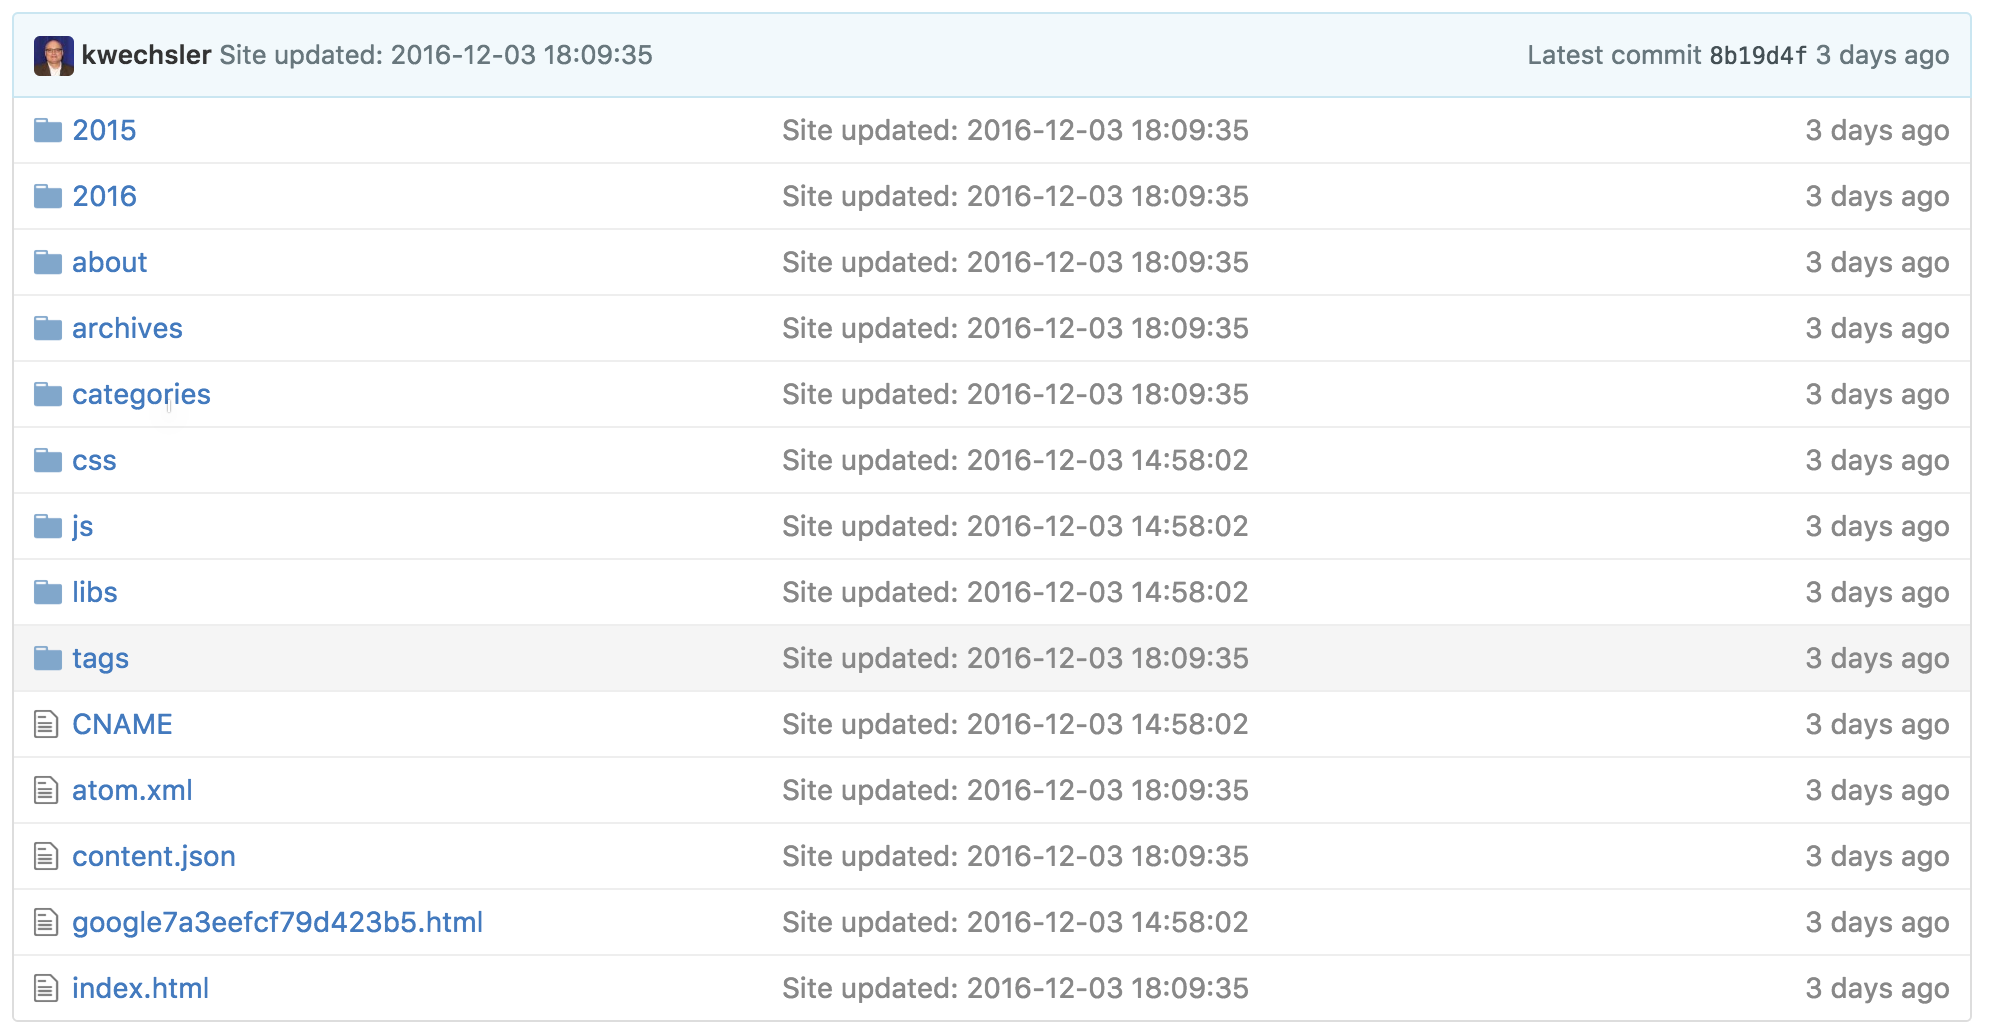 kwechsler Site updated: 2016-12-03 18:09:35 Latest commit 8b19d4f 3 days ago
2015 Site updated: 2016-12-03 18:09:35 3 days ago
2016 Site updated: 2016-12-03 18:09:35 3 days ago
about Site updated: 2016-12-03 18:09:35 3 days ago
archives Site updated: 2016-12-03 18:09:35 3 days ago
categories Site updated: 2016-12-03 18:09:35 3 days ago
css Site updated: 2016-12-03 14:58:02 3 days ago
js Site updated: 2016-12-03 14:58:02 3 days ago
libs Site updated: 2016-12-03 14:58:02 3 days ago
tags Site updated: 2016-12-03 18:09:35 3 days ago
CNAME Site updated: 2016-12-03 14:58:02 3 days ago
atom.xml Site updated: 2016-12-03 18:09:35 3 days ago
content.json Site updated: 2016-12-03 18:09:35 3 days ago
google7a3eefcf79d423b5.html Site updated: 2016-12-03 14:58:02 3 days ago
index.html Site updated: 2016-12-03 18:09:35 3 days ago